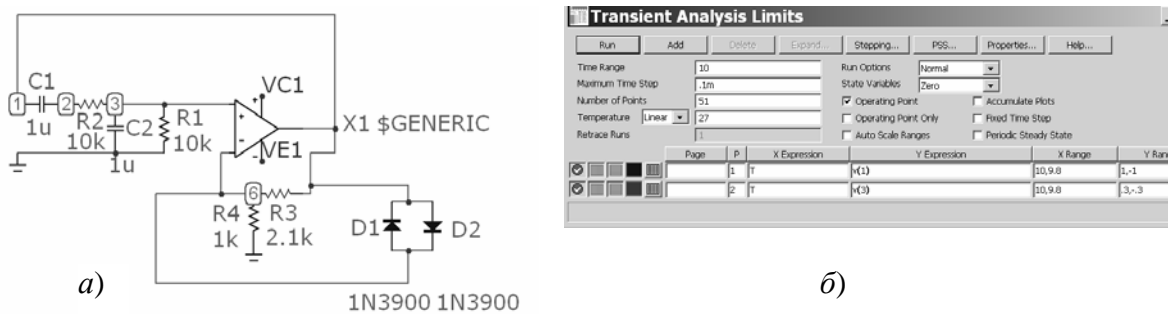 C1
1
2
3
1u
R2
10k
C2
1u
R1
10k
VC1
VE1
X1 $GENERIC
6
R4
R3
1k
2.1k
D1
D2
1N3900 1N3900
а)
Transient Analysis Limits
Run Add Delete Expand... Stepping... PSS... Properties... Help...
Time Range 10 Run Options Normal
Maximum Time Step .1m State Variables Zero
Number of Points 51 Operating Point Accumulate Plots
Temperature Linear 27 Operating Point Only Fixed Time Step
Retrace Runs 1 Auto Scale Ranges Periodic Steady State
Page P X Expression Y Expression X Range Y Ran
1 T v(1) 10,9.8 1,-1
2 T v(3) 10,9.8 .3,-.3
б)